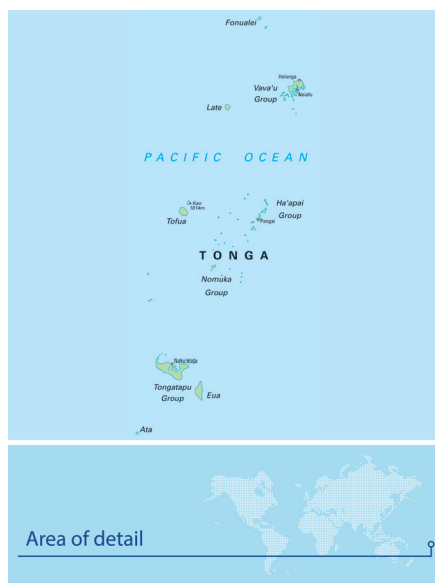 Fonualei
Holonga
Vava'u
Group
Neiafu
Late
PACIFIC OCEAN
Kao
1014m
Tofua
Ha'apai
Group
Pangai
TONGA
Nomuka
Group
Nuku'alofa
Tongatapu
Group
Eua
Ata
Area of detail